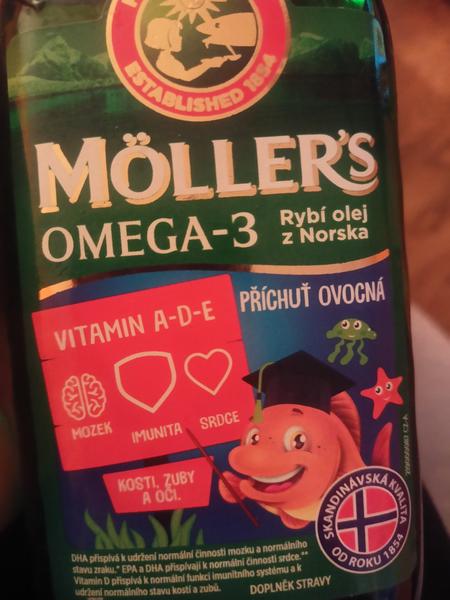 ESTABLISHED 1854
MÖLLER'S
OMEGA-3
Rybí olej
z Norska
PŘÍCHUŤ OVOCNÁ
VITAMIN A-D-E
MOZEK
IMUNITA
SRDCE
KOSTI, ZUBY
A OČI.
SKANDINÁVSKÁ KVALITA
OD ROKU 1854
DHA přispívá k udržení normální činnosti mozku a normálního
stavu zraku.* EPA a DHA přispívají k normální činnosti srdce.**
Vitamin D přispívá k normální funkci imunitního systému a k
udržení normálního stavu kostí a zubů.
DOPLNĚK STRAVY